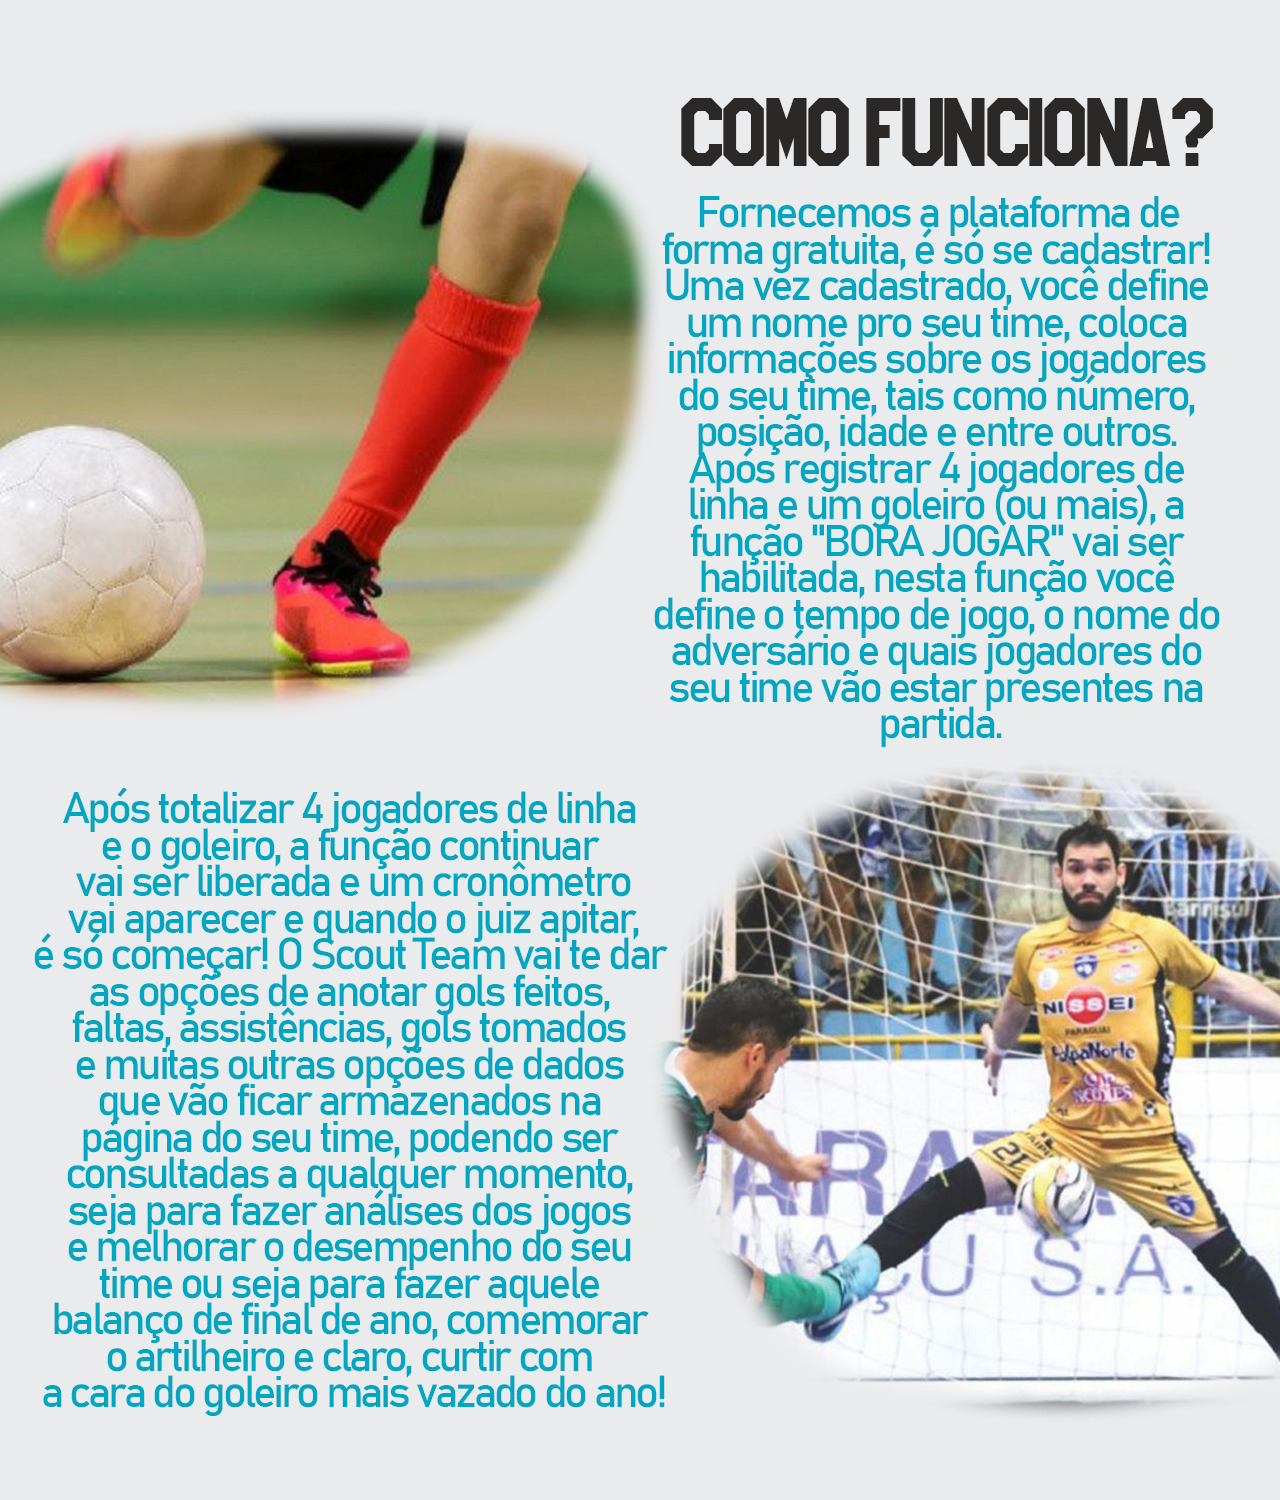 COMO FUNCIONA?
Fornecemos a plataforma de
forma gratuita, é só se cadastrar!
Uma vez cadastrado, você define
um nome pro seu time, coloca
informações sobre os jogadores
do seu time, tais como número,
posição, idade e entre outros.
Após registrar 4 jogadores de
linha e um goleiro (ou mais), a
função "BORA JOGAR" vai ser
habilitada, nesta função você
define o tempo de jogo, o nome do
adversário e quais jogadores do
seu time vão estar presentes na
partida.
Após totalizar 4 jogadores de linha
e o goleiro, a função continuar
vai ser liberada e um cronômetro
vai aparecer e quando o juiz apitar,
é só começar! O Scout Team vai te dar
as opções de anotar gols feitos,
faltas, assistências, gols tomados
e muitas outras opções de dados
que vão ficar armazenados na
página do seu time, podendo ser
consultadas a qualquer momento,
seja para fazer análises dos jogos
e melhorar o desempenho do seu
time ou seja para fazer aquele
balanço de final de ano, comemorar
o artilheiro e claro, curtir com
a cara do goleiro mais vazado do ano!
Banrisul
NISSEI
PARAGUAI
21
S.A.